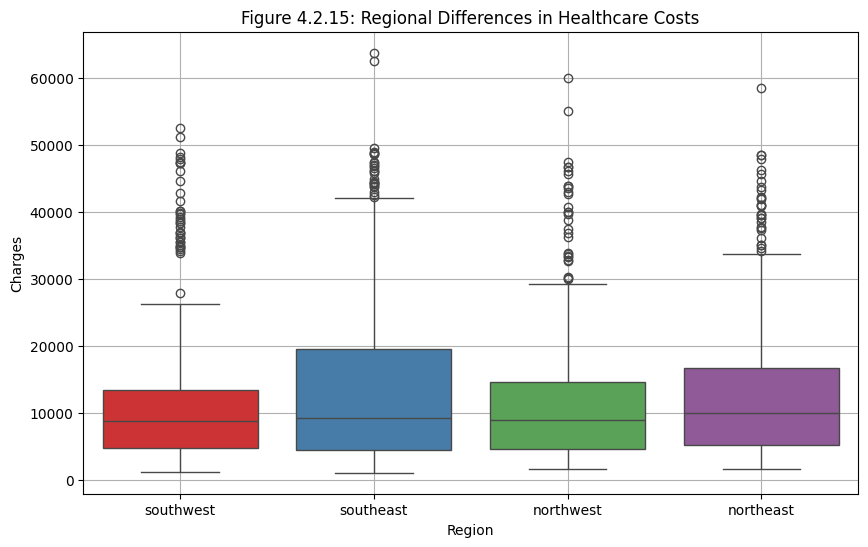 Figure 4.2.15: Regional Differences in Healthcare Costs
Charges
60000
50000
40000
30000
20000
10000
0
southwest southeast northwest northeast
Region